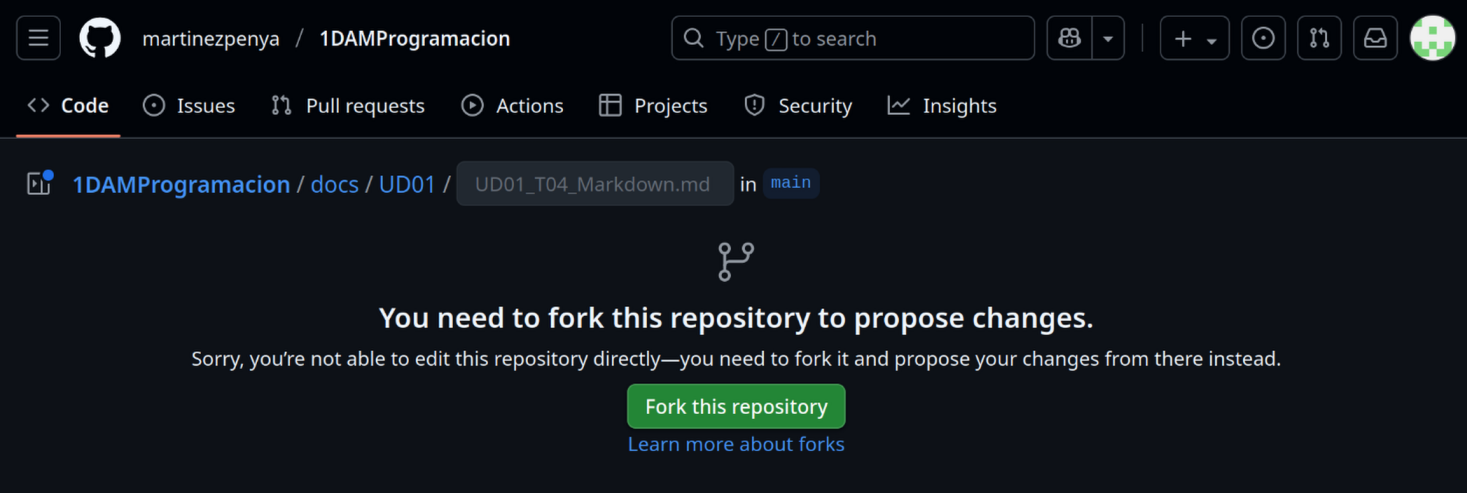 martinezpenya / 1DAMProgramacion Type / to search
Code Issues Pull requests Actions Projects Security Insights
1DAMProgramacion / docs / UD01 / UD01_T04_Markdown.md in main
You need to fork this repository to propose changes.
Sorry, you’re not able to edit this repository directly—you need to fork it and propose your changes from there instead.
Fork this repository
Learn more about forks